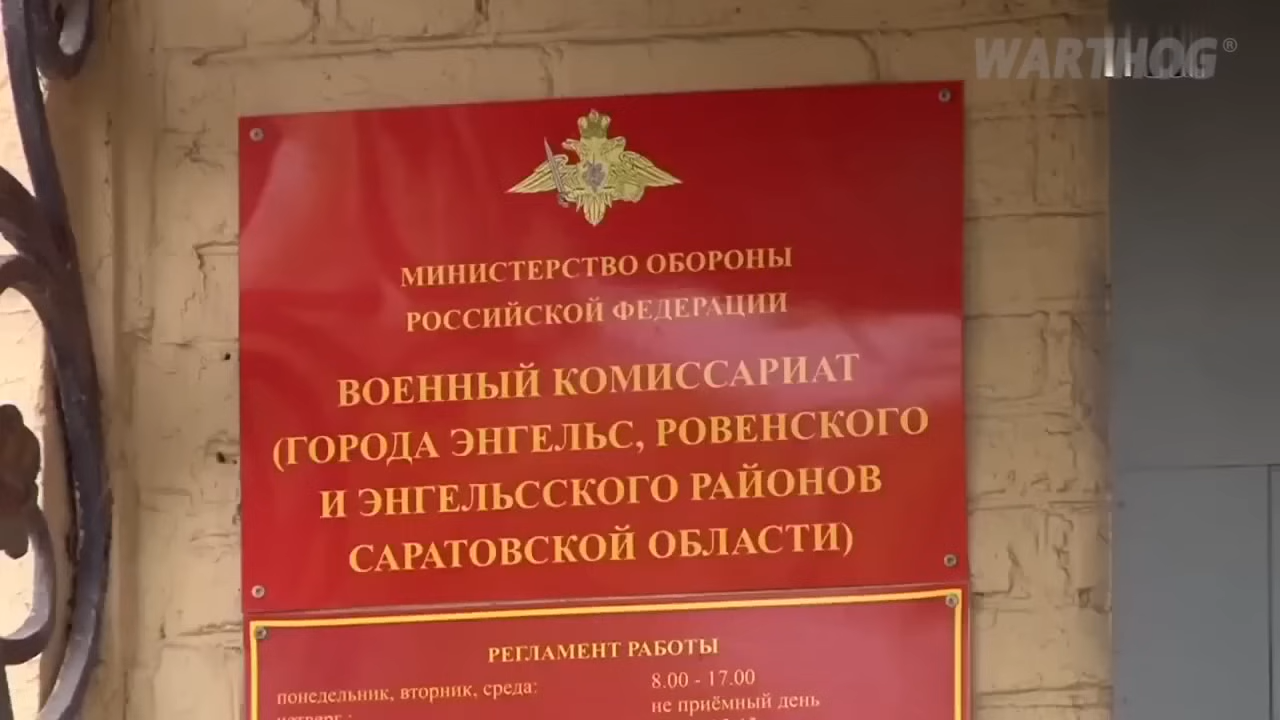 WARTHOG®
МИНИСТЕРСТВО ОБОРОНЫ
РОССИЙСКОЙ ФЕДЕРАЦИИ
ВОЕННЫЙ КОМИССАРИАТ
(ГОРОДА ЭНГЕЛЬС, РОВЕНСКОГО
И ЭНГЕЛЬССКОГО РАЙОНОВ
САРАТОВСКОЙ ОБЛАСТИ)
РЕГЛАМЕНТ РАБОТЫ
понедельник, вторник, среда: 8.00 - 17.00
не приёмный день